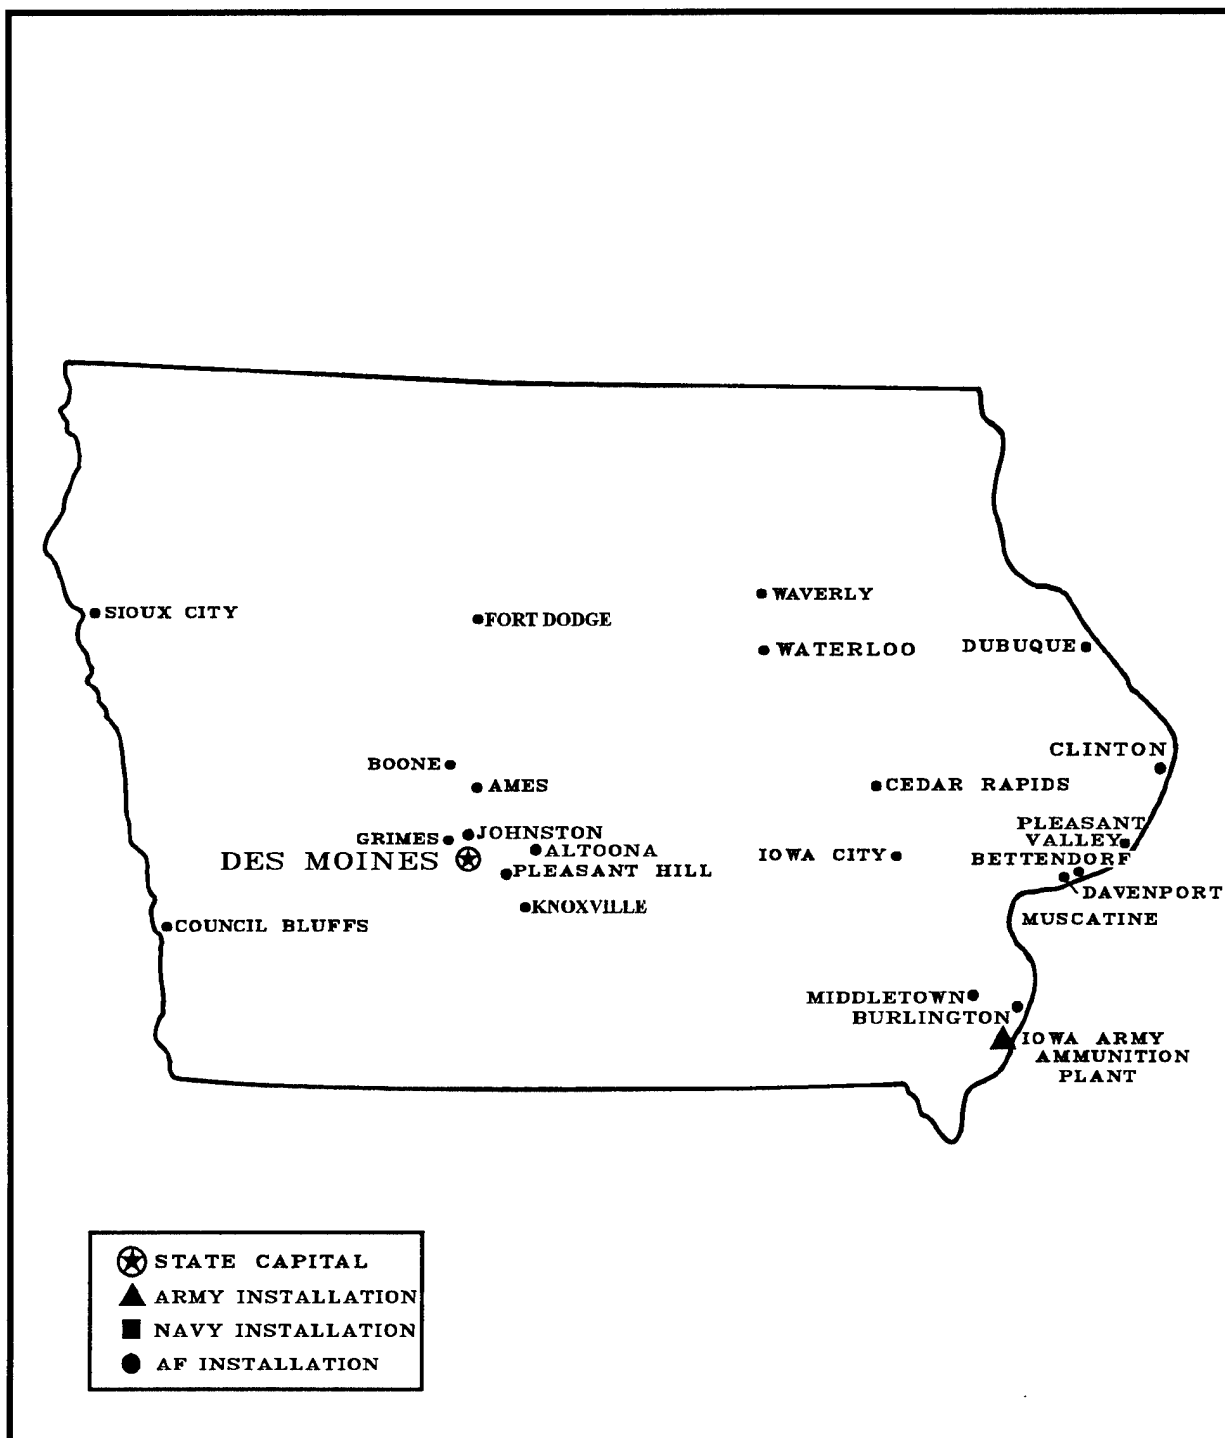 WAVERLY
SIOUX CITY
FORT DODGE
WATERLOO
DUBUQUE
CLINTON
BOONE
AMES
CEDAR RAPIDS
PLEASANT
VALLEY
JOHNSTON
GRIMES
ALTOONA
DES MOINES
IOWA CITY
BETTENDORF
PLEASANT HILL
DAVENPORT
KNOXVILLE
MUSCATINE
COUNCIL BLUFFS
MIDDLETOWN
BURLINGTON
IOWA ARMY
AMMUNITION
PLANT
STATE CAPITAL
ARMY INSTALLATION
NAVY INSTALLATION
AF INSTALLATION